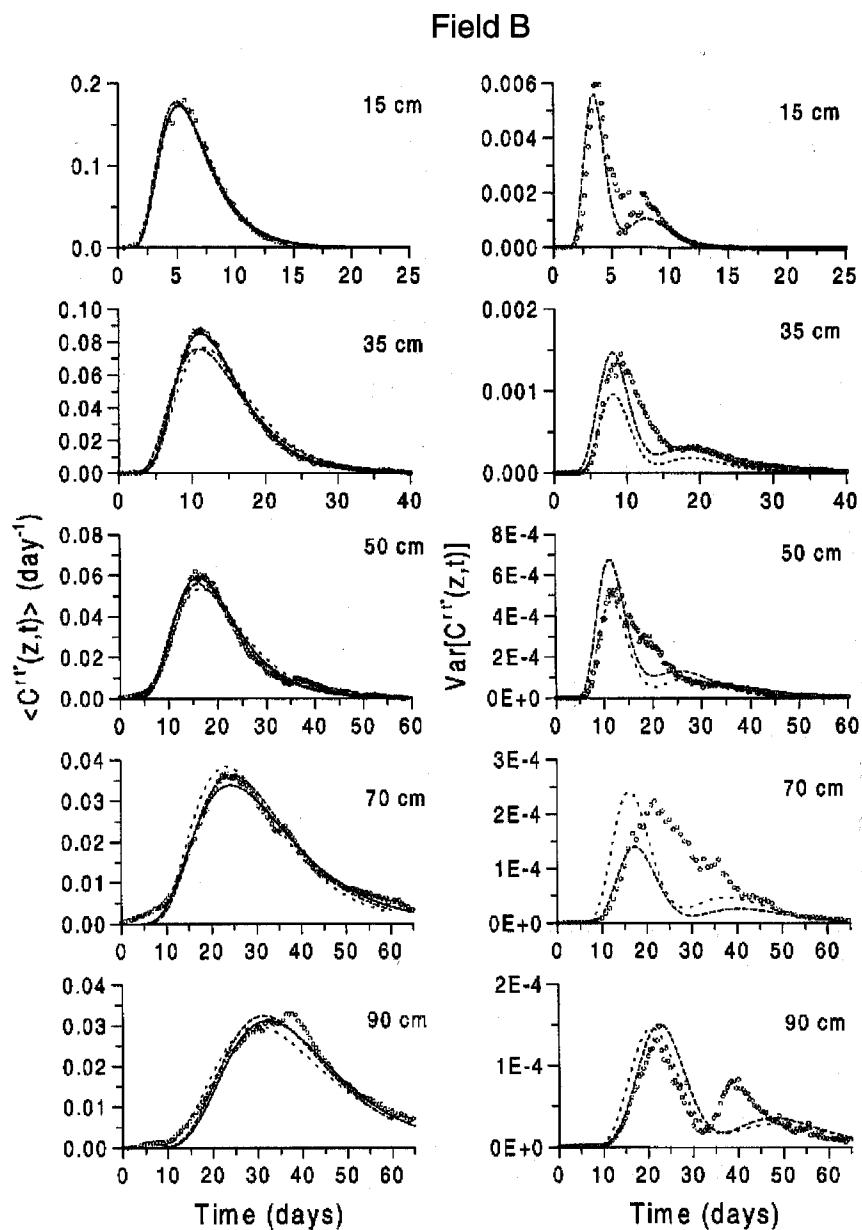 Field B
0.2
0.1
0.0
15 cm
0 5 10 15 20 25
0.006
0.004
0.002
0.000
15 cm
0 5 10 15 20 25
0.10
0.08
0.06
0.04
0.02
0.00
35 cm
0 10 20 30 40
0.002
0.001
0.000
35 cm
0 10 20 30 40
<C^rt*(z,t)> (day⁻¹)
0.08
0.06
0.04
0.02
0.00
50 cm
0 10 20 30 40 50 60
Var[C^rt*(z,t)]
8E-4
6E-4
4E-4
2E-4
0E+0
50 cm
0 10 20 30 40 50 60
0.04
0.03
0.02
0.01
0.00
70 cm
0 10 20 30 40 50 60
3E-4
2E-4
1E-4
0E+0
70 cm
0 10 20 30 40 50 60
0.04
0.03
0.02
0.01
0.00
90 cm
0 10 20 30 40 50 60
Time (days)
2E-4
1E-4
0E+0
90 cm
0 10 20 30 40 50 60
Time (days)